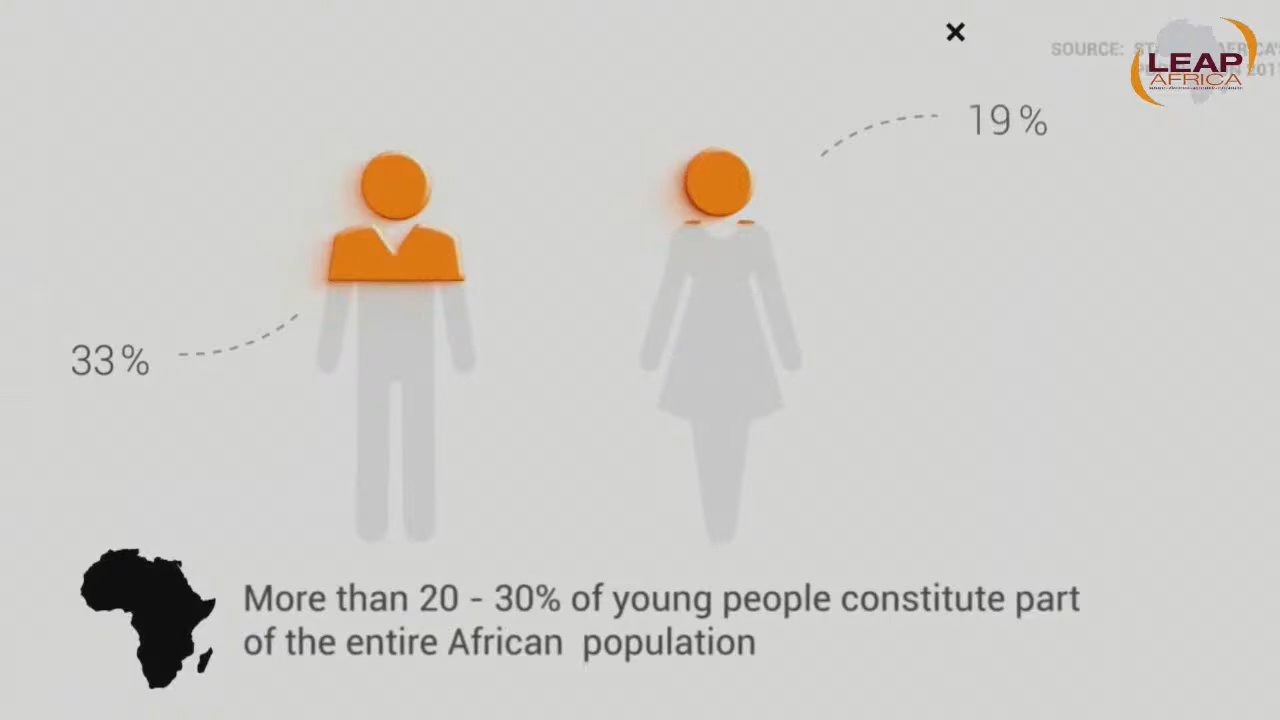 SOURCE:
LEAP
AFRICA
19%
33%
More than 20 - 30% of young people constitute part
of the entire African population